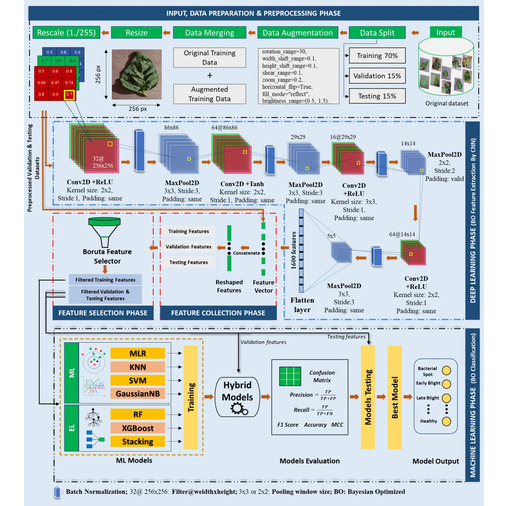 INPUT, DATA PREPARATION & PREPROCESSING PHASE
Rescale (1./255)
Resize
Data Merging
Data Augmentation
Data Split
Input
Original Training
Data
+
Augmented
Training Data
rotation_range=30,
width_shift_range=0.1,
height_shift_range=0.1,
shear_range=0.1,
zoom_range=0.2,
horizontal_flip=True,
fill_mode="reflect",
brightness_range=(0.5, 1.5).
Training 70%
Validation 15%
Testing 15%
Original dataset
256 px
256 px
Preprocessed Validation & Testing
Datasets
32@
256x256
Conv2D +ReLU
Kernel size: 2x2,
Stride:1, Padding: same
86x86
MaxPool2D
3x3, Stride:3,
Padding: same
64@86x86
Conv2D +Tanh
Kernel size: 2x2,
Stride:1, Padding: same
29x29
MaxPool2D
3x3, Stride:3
Padding: same
16@29x29
Conv2D +ReLU
Kernel size: 3x3,
Stride:1, Padding: same
14x14
MaxPool2D
2x2,
Stride:2
Padding: valid
64@14x14
Conv2D
+ReLU
Kernel size: 2x2,
Stride:1,
Padding: same
5x5
MaxPool2D
3x3,
Stride:3
Padding: same
1600 features
Flatten
layer
DEEP LEARNING PHASE (BO Feature Extraction By CNN)
Boruta Feature
Selector
Filtered Training Features
Filtered Validation &
Testing Features
FEATURE SELECTION PHASE
Training Features
Validation Features
Testing Features
Concatenate
Reshaped
Features
Feature
Vector
FEATURE COLLECTION PHASE
Validation features
Testing features
ML
MLR
KNN
SVM
GaussianNB
EL
RF
XGBoost
Stacking
Training
ML Models
Hybrid
Models
Confusion
Matrix
Precision = TP / TP+FP
Recall = TP / TP+FN
F1 Score Accuracy MCC
Models Evaluation
Models Testing
Best Model
Bacterial
Spot
Early Blight
Late Blight
Healthy
Model Output
MACHINE LEARNING PHASE (BO Classification)
Batch Normalization; 32@ 256x256: Filter@weidthxheight; 3x3 or 2x2: Pooling window size; BO: Bayesian Optimized